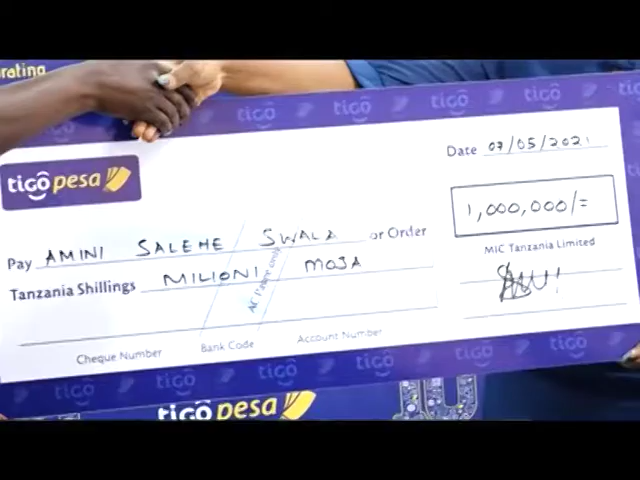 rating
tigo tigo tigo tigo
tigo pesa
Date 07/05/2021
1,000,000/=
Pay AMINI SALEHE SWALA or Order
MIC Tanzania Limited
Tanzania Shillings MILIONI MOJA
A/C Payee only
Cheque Number Bank Code Account Number
tigo tigo tigo tigo tigo tigo
tigo pesa